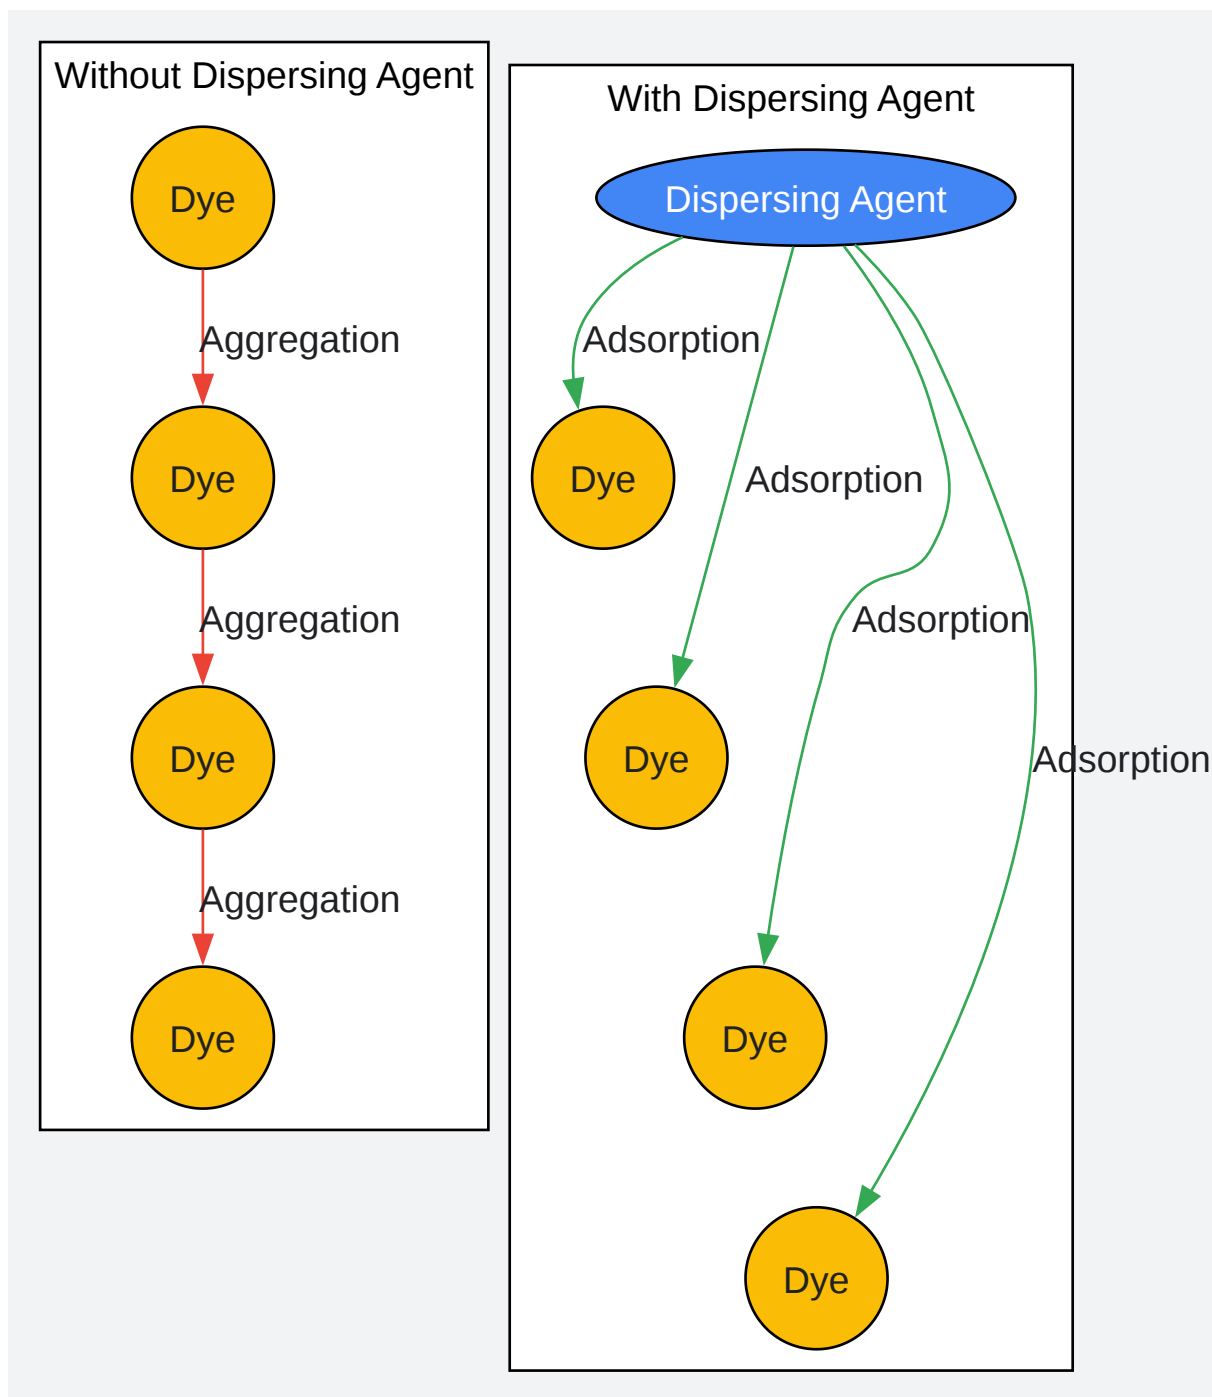 Without Dispersing Agent
Dye
Aggregation
Dye
Aggregation
Dye
Aggregation
Dye
With Dispersing Agent
Dispersing Agent
Adsorption
Dye
Adsorption
Adsorption
Dye
Adsorption
Dye
Dye